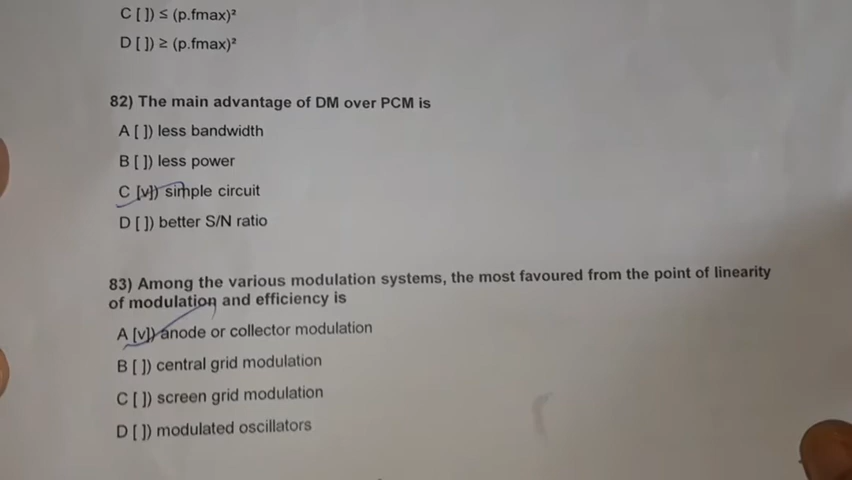 C [ ]) ≤ (p.fmax)²
D [ ]) ≥ (p.fmax)²
82) The main advantage of DM over PCM is
A [ ]) less bandwidth
B [ ]) less power
C [v]) simple circuit
D [ ]) better S/N ratio
83) Among the various modulation systems, the most favoured from the point of linearity
of modulation and efficiency is
A [v]) anode or collector modulation
B [ ]) central grid modulation
C [ ]) screen grid modulation
D [ ]) modulated oscillators